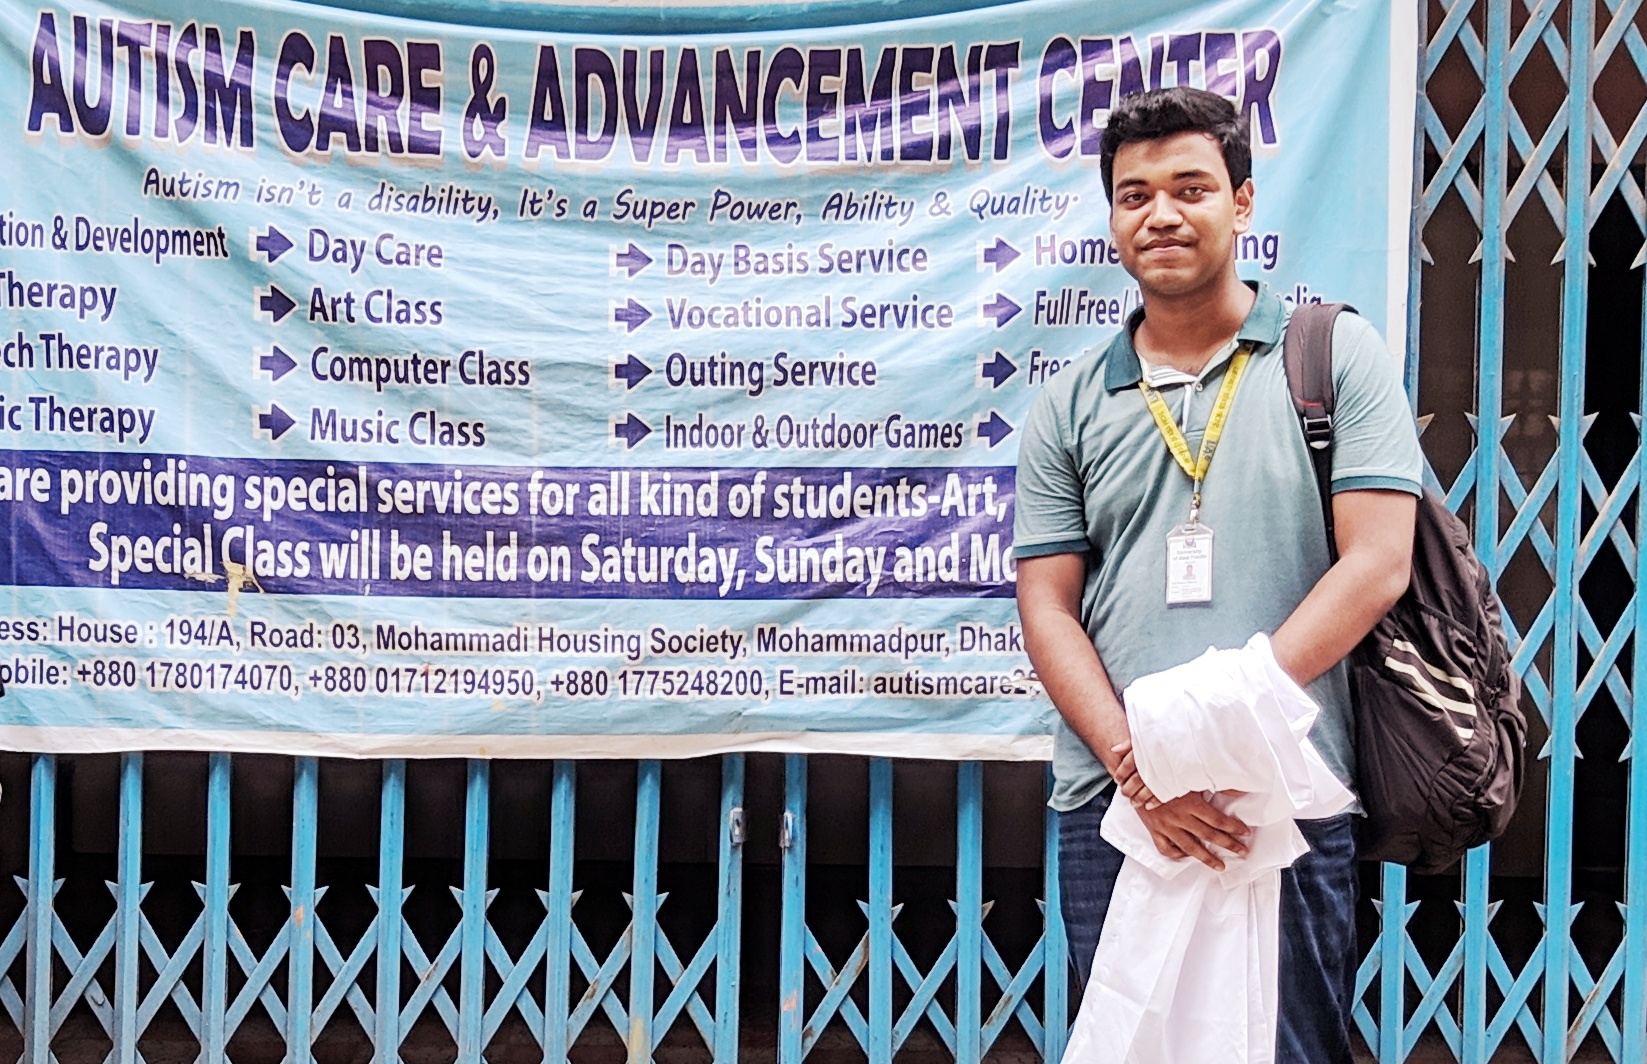 AUTISM CARE & ADVANCEMENT CENTER
Autism isn't a disability, It's a Super Power, Ability & Quality.
tion & Development Day Care Day Basis Service Home ing
Therapy Art Class Vocational Service Full Free/
ch Therapy Computer Class Outing Service Free
ic Therapy Music Class Indoor & Outdoor Games
are providing special services for all kind of students-Art,
Special Class will be held on Saturday, Sunday and Mo
ess: House : 194/A, Road: 03, Mohammadi Housing Society, Mohammadpur, Dhak
obile: +880 1780174070, +880 01712194950, +880 1775248200, E-mail: autismcare2
University